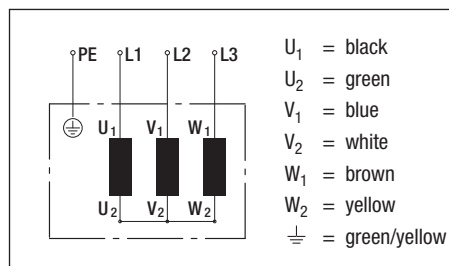 PE L1 L2 L3
U₁ V₁ W₁
U₂ V₂ W₂
U₁ = black
U₂ = green
V₁ = blue
V₂ = white
W₁ = brown
W₂ = yellow
⏚ = green/yellow